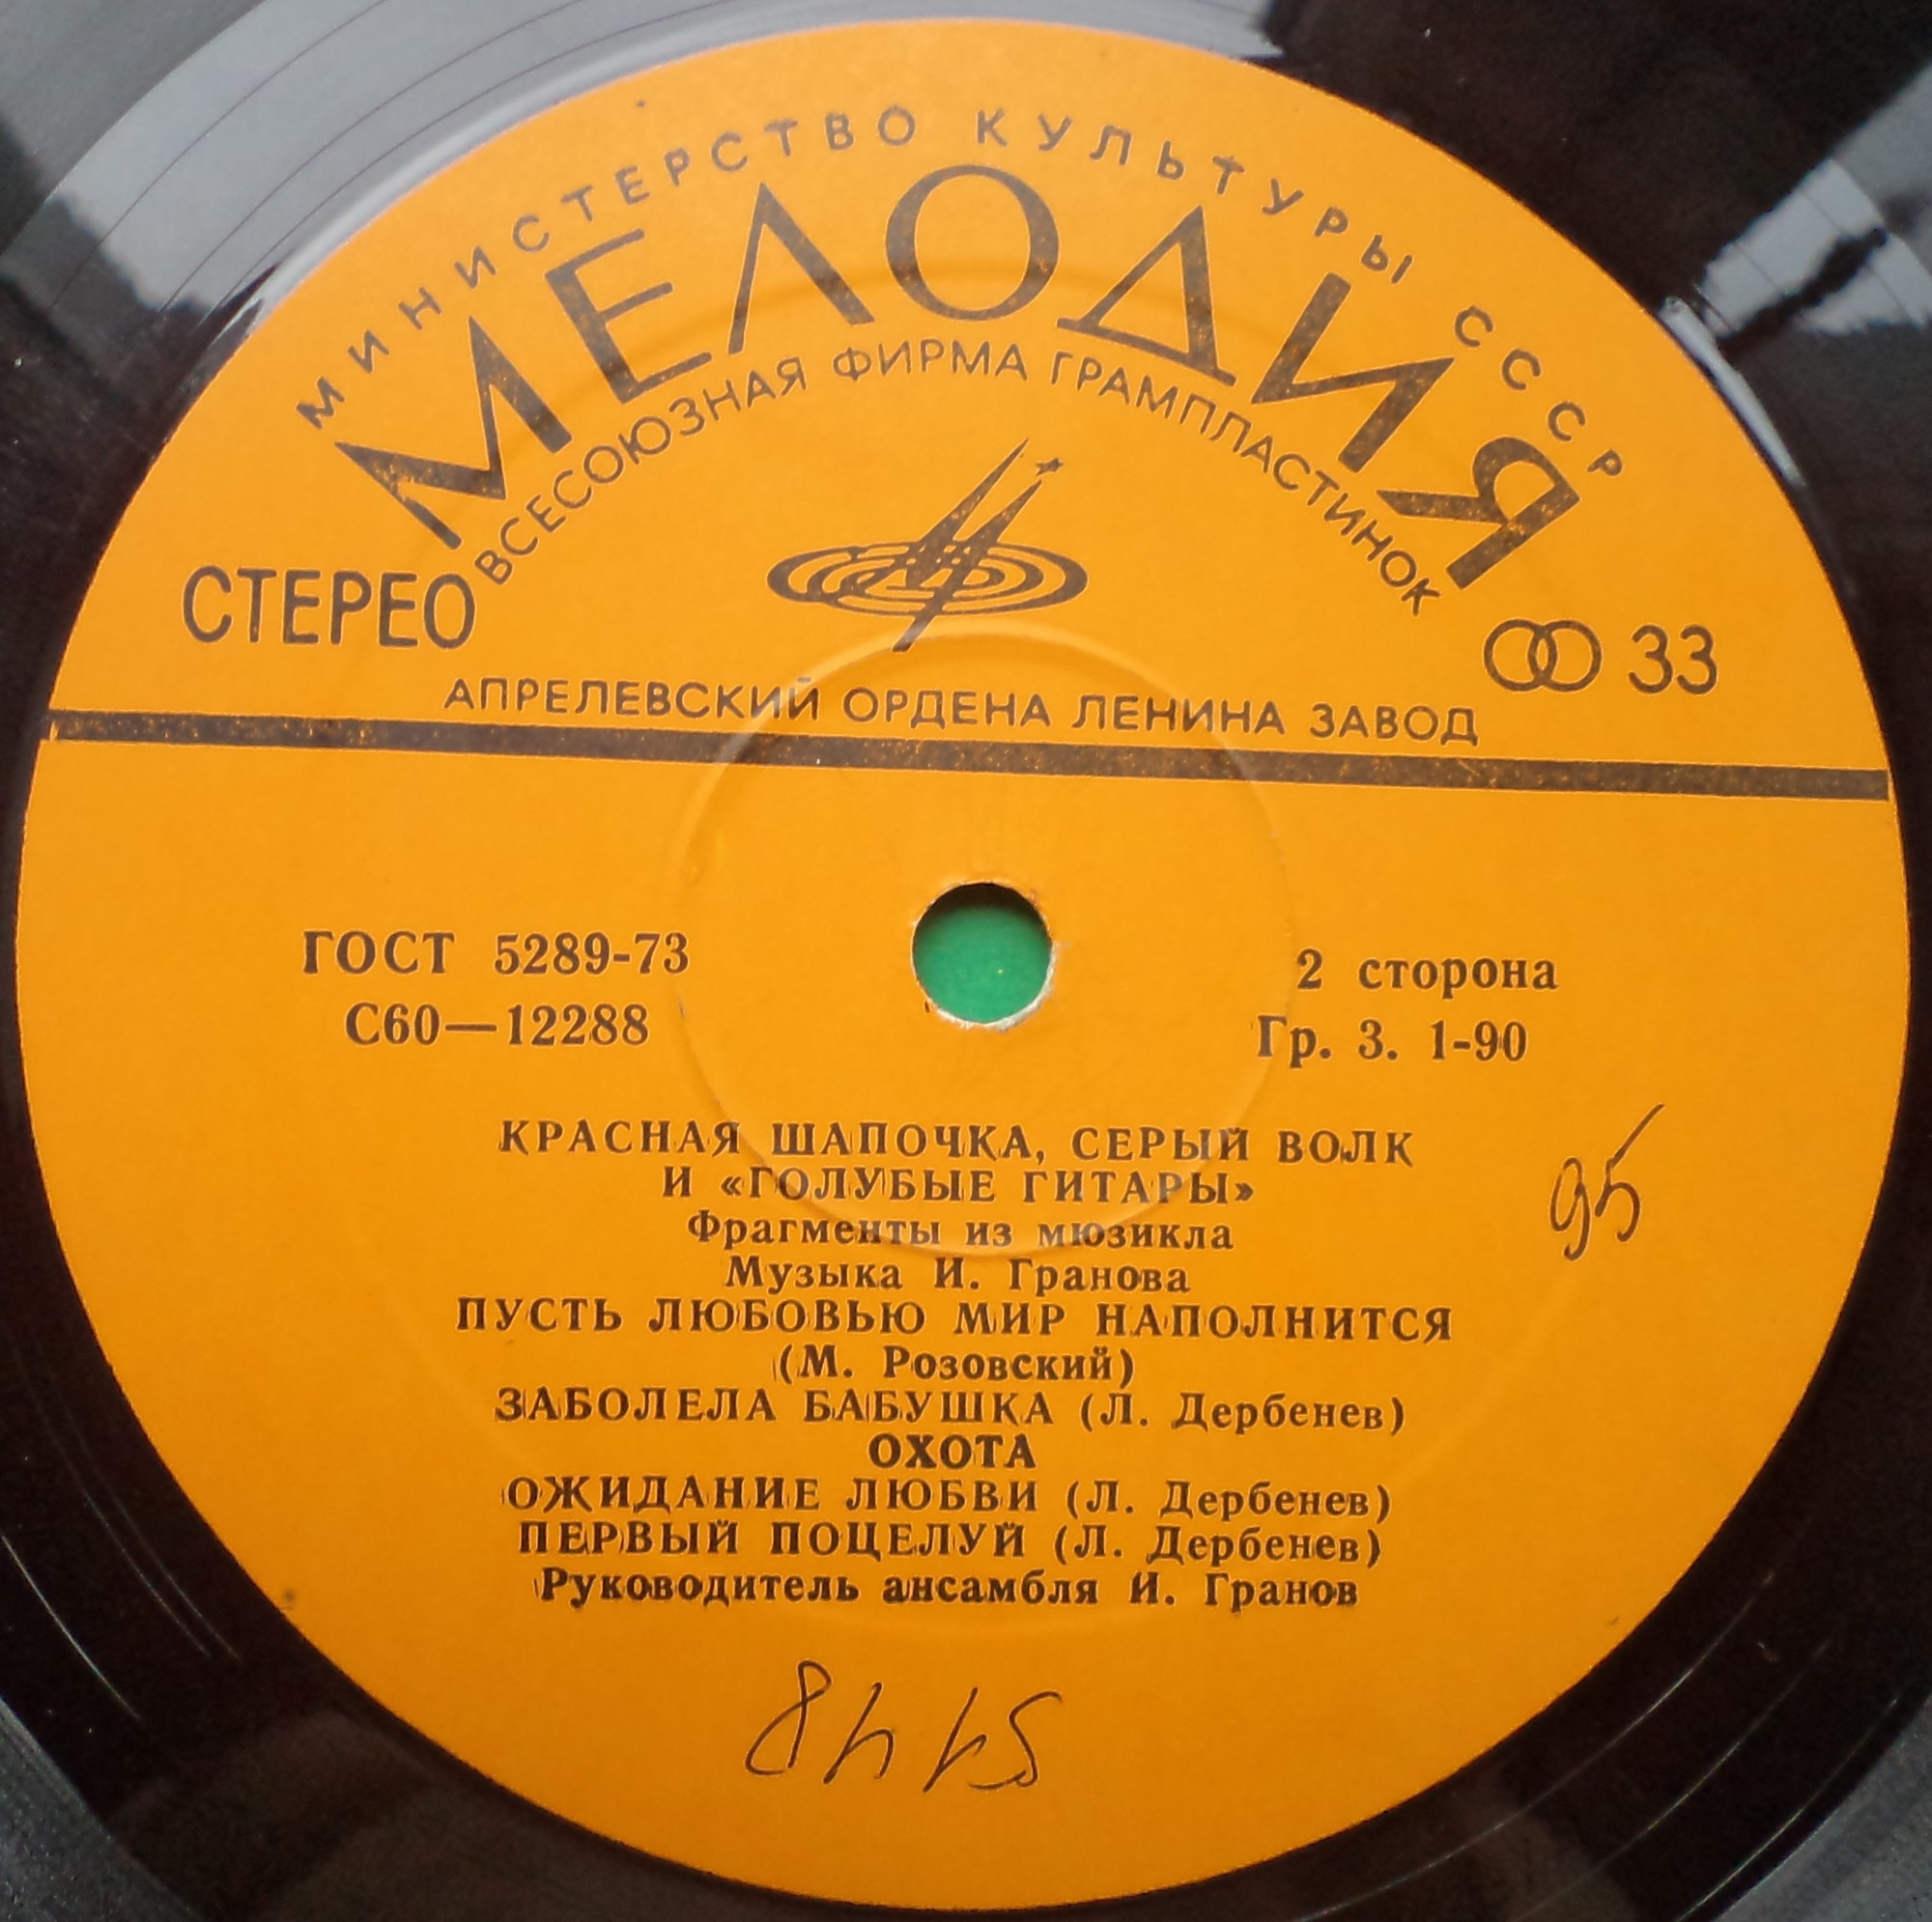 МИНИСТЕРСТВО КУЛЬТУРЫ СССР
МЕЛОДИЯ
ВСЕСОЮЗНАЯ ФИРМА ГРАМПЛАСТИНОК
СТЕРЕО
33
АПРЕЛЕВСКИЙ ОРДЕНА ЛЕНИНА ЗАВОД
ГОСТ 5289-73
С60—12288
2 сторона
Гр. 3. 1-90
КРАСНАЯ ШАПОЧКА, СЕРЫЙ ВОЛК
И «ГОЛУБЫЕ ГИТАРЫ»
Фрагменты из мюзикла
Музыка И. Гранова
ПУСТЬ ЛЮБОВЬЮ МИР НАПОЛНИТСЯ
(М. Розовский)
ЗАБОЛЕЛА БАБУШКА (Л. Дербенев)
ОХОТА
ОЖИДАНИЕ ЛЮБВИ (Л. Дербенев)
ПЕРВЫЙ ПОЦЕЛУЙ (Л. Дербенев)
Руководитель ансамбля И. Гранов